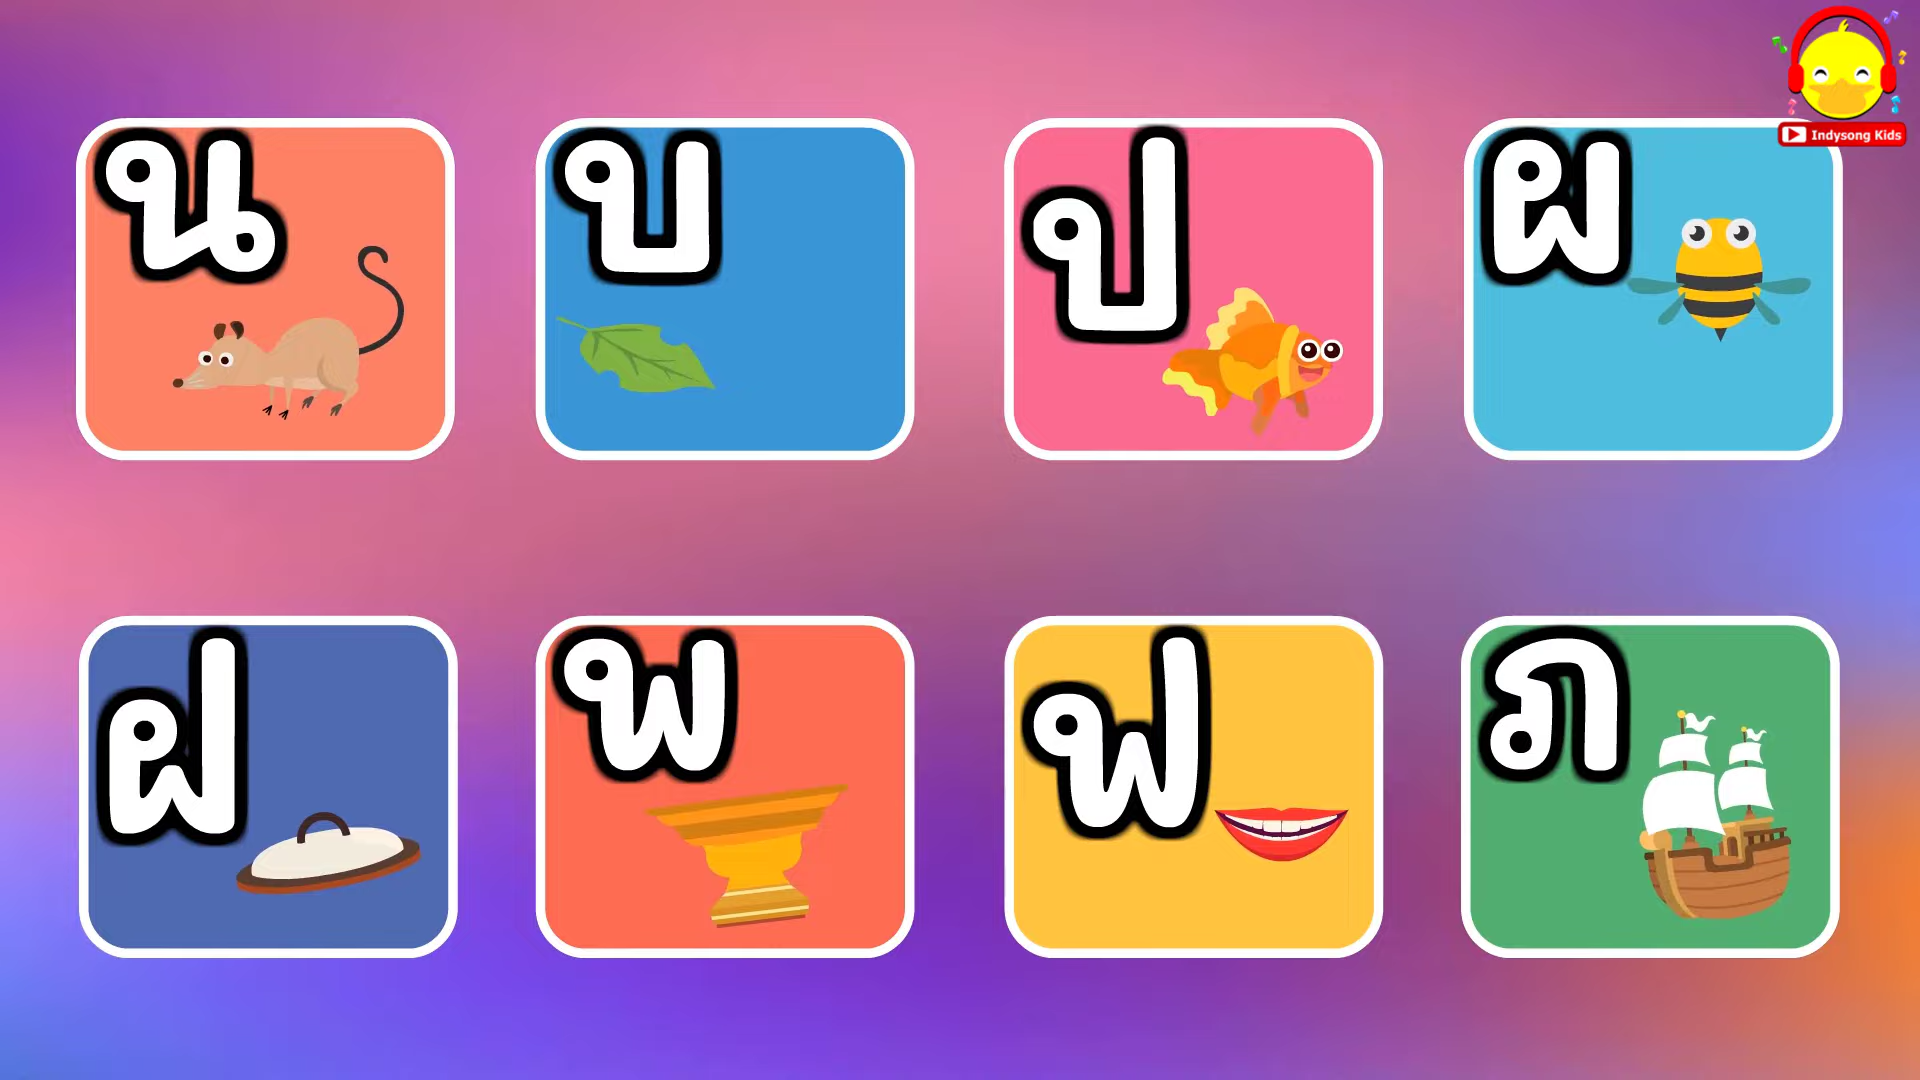 Indysong Kids
น บ ป ผ
ฝ พ ฟ ภ